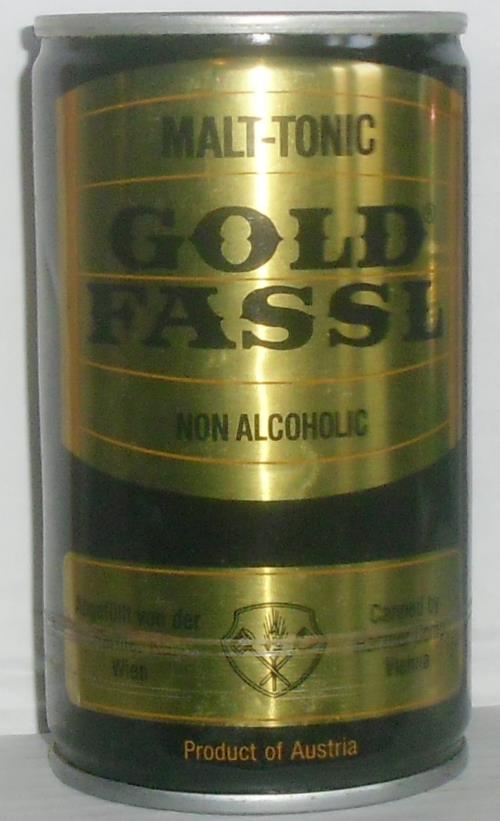 MALT-TONIC
GOLD®
FASSL
NON ALCOHOLIC
Abgefüllt von der
Wien
Canned by
Vienna
Product of Austria